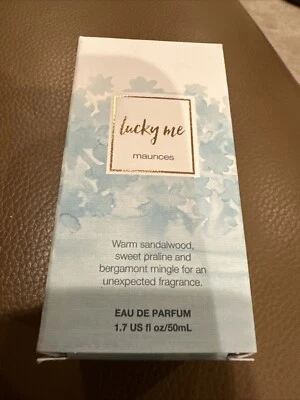 lucky me
maurices
Warm sandalwood,
sweet praline and
bergamont mingle for an
unexpected fragrance.
EAU DE PARFUM
1.7 US fl oz/50mL